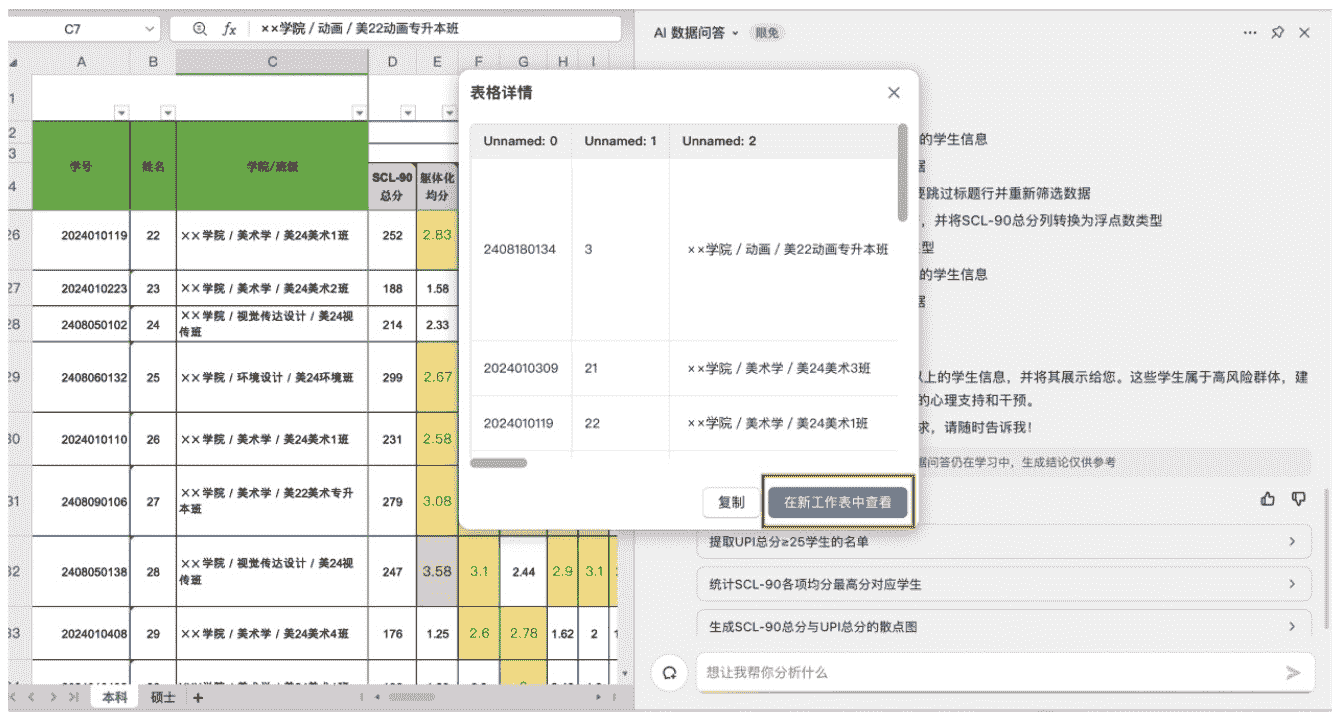 C7
fx
××学院 / 动画 / 美22动画专升本班
A B C D E F G H I
1
2
3
4
学号 姓名 学院/班级 SCL-90总分 躯体化均分
26 2024010119 22 ××学院 / 美术学 / 美24美术1班 252 2.83
27 2024010223 23 ××学院 / 美术学 / 美24美术2班 188 1.58
28 2408050102 24 ××学院 / 视觉传达设计 / 美24视传班 214 2.33
29 2408060132 25 ××学院 / 环境设计 / 美24环境班 299 2.67
30 2024010110 26 ××学院 / 美术学 / 美24美术1班 231 2.58
31 2408090106 27 ××学院 / 美术学 / 美22美术专升本班 279 3.08
32 2408050138 28 ××学院 / 视觉传达设计 / 美24视传班 247 3.58 3.1 2.44 2.9 3.1
33 2024010408 29 ××学院 / 美术学 / 美24美术4班 176 1.25 2.6 2.78 1.62 2
本科 硕士 +
表格详情
Unnamed: 0 Unnamed: 1 Unnamed: 2
2408180134 3 ××学院 / 动画 / 美22动画专升本班
2024010309 21 ××学院 / 美术学 / 美24美术3班
2024010119 22 ××学院 / 美术学 / 美24美术1班
复制 在新工作表中查看
AI 数据问答 限免
的学生信息
据
要跳过标题行并重新筛选数据
，并将SCL-90总分列转换为浮点数类型
型
的学生信息
据
以上的学生信息，并将其展示给您。这些学生属于高风险群体，建
的心理支持和干预。
求，请随时告诉我！
据问答仍在学习中，生成结论仅供参考
提取UPI总分≥25学生的名单
统计SCL-90各项均分最高分对应学生
生成SCL-90总分与UPI总分的散点图
想让我帮你分析什么